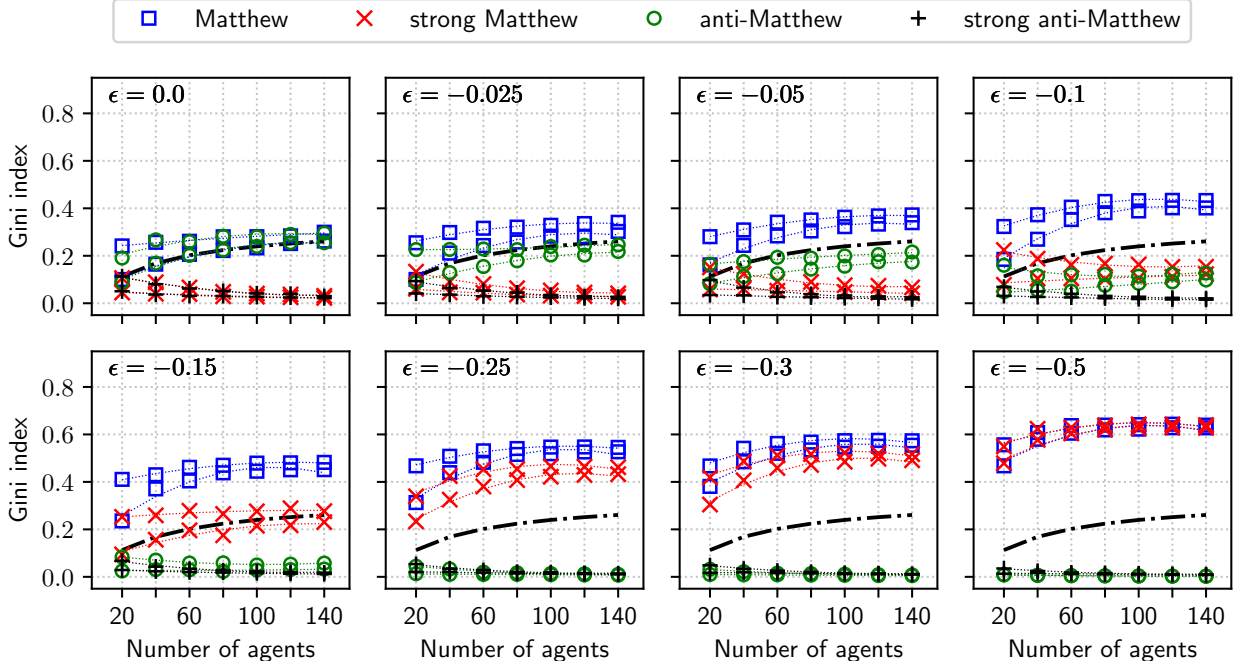 Matthew strong Matthew anti-Matthew strong anti-Matthew
ϵ = 0.0 ϵ = −0.025 ϵ = −0.05 ϵ = −0.1
0.8
0.6
0.4
0.2
0.0
Gini index
ϵ = −0.15 ϵ = −0.25 ϵ = −0.3 ϵ = −0.5
0.8
0.6
0.4
0.2
0.0
Gini index
20 60 100 140 20 60 100 140 20 60 100 140 20 60 100 140
Number of agents Number of agents Number of agents Number of agents